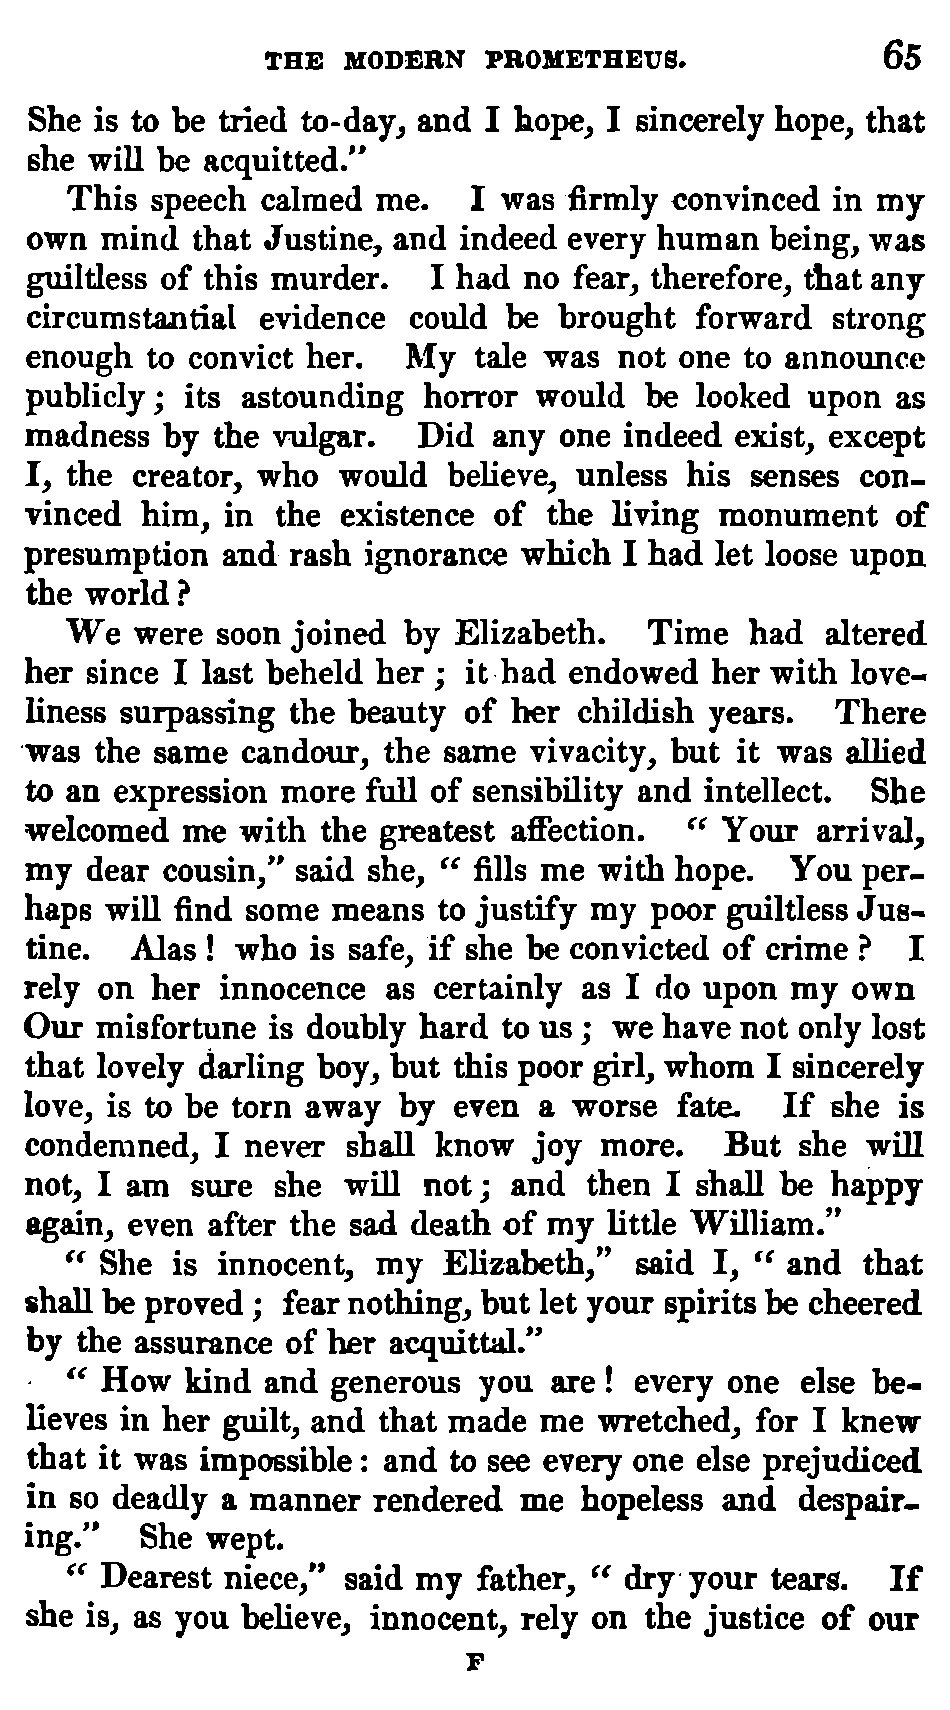 THE MODERN PROMETHEUS. 65
She is to be tried to-day, and I hope, I sincerely hope, that
she will be acquitted."
This speech calmed me. I was firmly convinced in my
own mind that Justine, and indeed every human being, was
guiltless of this murder. I had no fear, therefore, that any
circumstantial evidence could be brought forward strong
enough to convict her. My tale was not one to announce
publicly; its astounding horror would be looked upon as
madness by the vulgar. Did any one indeed exist, except
I, the creator, who would believe, unless his senses con-
vinced him, in the existence of the living monument of
presumption and rash ignorance which I had let loose upon
the world?
We were soon joined by Elizabeth. Time had altered
her since I last beheld her; it had endowed her with love-
liness surpassing the beauty of her childish years. There
was the same candour, the same vivacity, but it was allied
to an expression more full of sensibility and intellect. She
welcomed me with the greatest affection. "Your arrival,
my dear cousin," said she, "fills me with hope. You per-
haps will find some means to justify my poor guiltless Jus-
tine. Alas! who is safe, if she be convicted of crime? I
rely on her innocence as certainly as I do upon my own
Our misfortune is doubly hard to us; we have not only lost
that lovely darling boy, but this poor girl, whom I sincerely
love, is to be torn away by even a worse fate. If she is
condemned, I never shall know joy more. But she will
not, I am sure she will not; and then I shall be happy
again, even after the sad death of my little William."
"She is innocent, my Elizabeth," said I, "and that
shall be proved; fear nothing, but let your spirits be cheered
by the assurance of her acquittal."
"How kind and generous you are! every one else be-
lieves in her guilt, and that made me wretched, for I knew
that it was impossible: and to see every one else prejudiced
in so deadly a manner rendered me hopeless and despair-
ing." She wept.
"Dearest niece," said my father, "dry your tears. If
she is, as you believe, innocent, rely on the justice of our
F